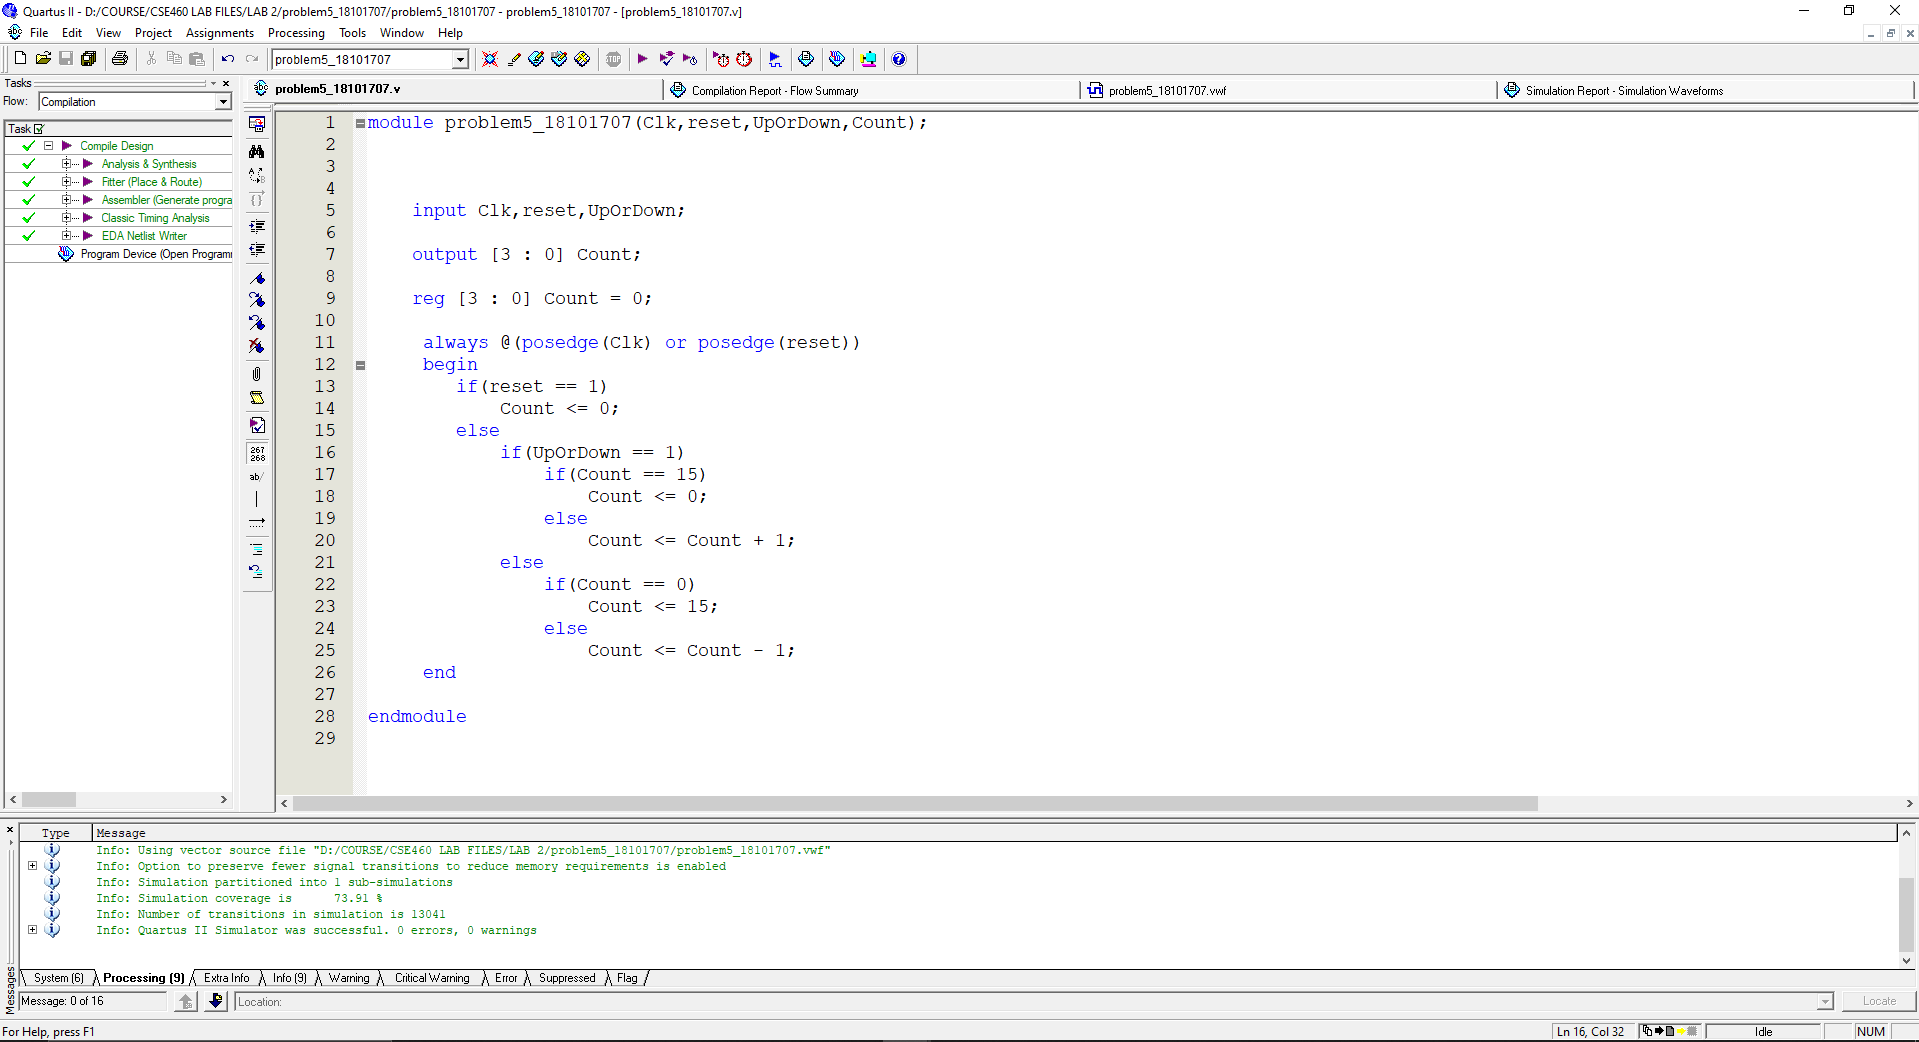 Quartus II - D:/COURSE/CSE460 LAB FILES/LAB 2/problem5_18101707/problem5_18101707 - problem5_18101707 - [problem5_18101707.v]
File Edit View Project Assignments Processing Tools Window Help
problem5_18101707
Tasks
Flow: Compilation
Task
Compile Design
Analysis & Synthesis
Fitter (Place & Route)
Assembler (Generate progra
Classic Timing Analysis
EDA Netlist Writer
Program Device (Open Programm
problem5_18101707.v
Compilation Report - Flow Summary
problem5_18101707.vwf
Simulation Report - Simulation Waveforms
267
268
ab/
1 module problem5_18101707(Clk,reset,UpOrDown,Count);
2
3
4
5 input Clk,reset,UpOrDown;
6
7 output [3 : 0] Count;
8
9 reg [3 : 0] Count = 0;
10
11 always @(posedge(Clk) or posedge(reset))
12 begin
13 if(reset == 1)
14 Count <= 0;
15 else
16 if(UpOrDown == 1)
17 if(Count == 15)
18 Count <= 0;
19 else
20 Count <= Count + 1;
21 else
22 if(Count == 0)
23 Count <= 15;
24 else
25 Count <= Count - 1;
26 end
27
28 endmodule
29
Type Message
Info: Using vector source file "D:/COURSE/CSE460 LAB FILES/LAB 2/problem5_18101707/problem5_18101707.vwf"
Info: Option to preserve fewer signal transitions to reduce memory requirements is enabled
Info: Simulation partitioned into 1 sub-simulations
Info: Simulation coverage is 73.91 %
Info: Number of transitions in simulation is 13041
Info: Quartus II Simulator was successful. 0 errors, 0 warnings
System (6) Processing (9) Extra Info Info (9) Warning Critical Warning Error Suppressed Flag
Messages
Message: 0 of 16
Location:
Locate
For Help, press F1
Ln 16, Col 32
Idle
NUM